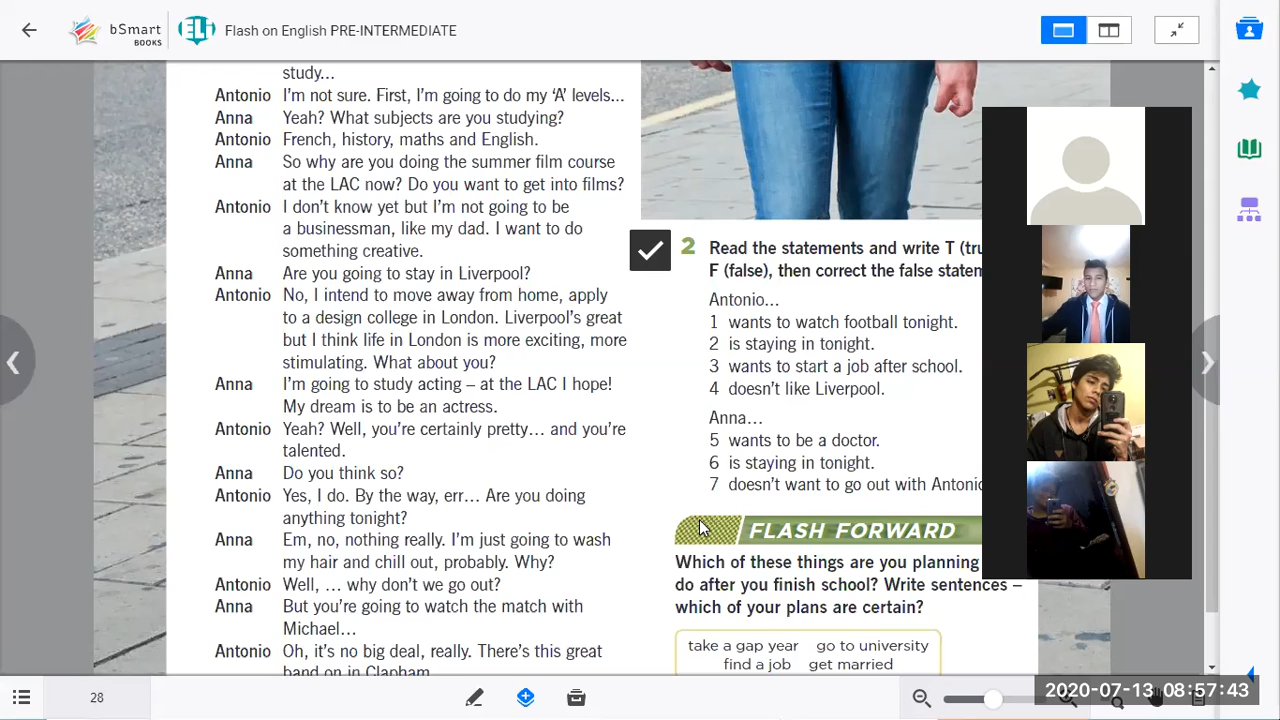 bSmart
BOOKS
ELi
Flash on English PRE-INTERMEDIATE
study...
Antonio I'm not sure. First, I'm going to do my 'A' levels...
Anna Yeah? What subjects are you studying?
Antonio French, history, maths and English.
Anna So why are you doing the summer film course
at the LAC now? Do you want to get into films?
Antonio I don't know yet but I'm not going to be
a businessman, like my dad. I want to do
something creative.
Anna Are you going to stay in Liverpool?
Antonio No, I intend to move away from home, apply
to a design college in London. Liverpool's great
but I think life in London is more exciting, more
stimulating. What about you?
Anna I'm going to study acting – at the LAC I hope!
My dream is to be an actress.
Antonio Yeah? Well, you're certainly pretty... and you're
talented.
Anna Do you think so?
Antonio Yes, I do. By the way, err... Are you doing
anything tonight?
Anna Em, no, nothing really. I'm just going to wash
my hair and chill out, probably. Why?
Antonio Well, ... why don't we go out?
Anna But you're going to watch the match with
Michael...
Antonio Oh, it's no big deal, really. There's this great
band on in Clapham
2 Read the statements and write T (tru
F (false), then correct the false staten
Antonio...
1 wants to watch football tonight.
2 is staying in tonight.
3 wants to start a job after school.
4 doesn't like Liverpool.
Anna...
5 wants to be a doctor.
6 is staying in tonight.
7 doesn't want to go out with Antonio
FLASH FORWARD
Which of these things are you planning
do after you finish school? Write sentences –
which of your plans are certain?
take a gap year go to university
find a job get married
28
2020-07-13 08:57:43